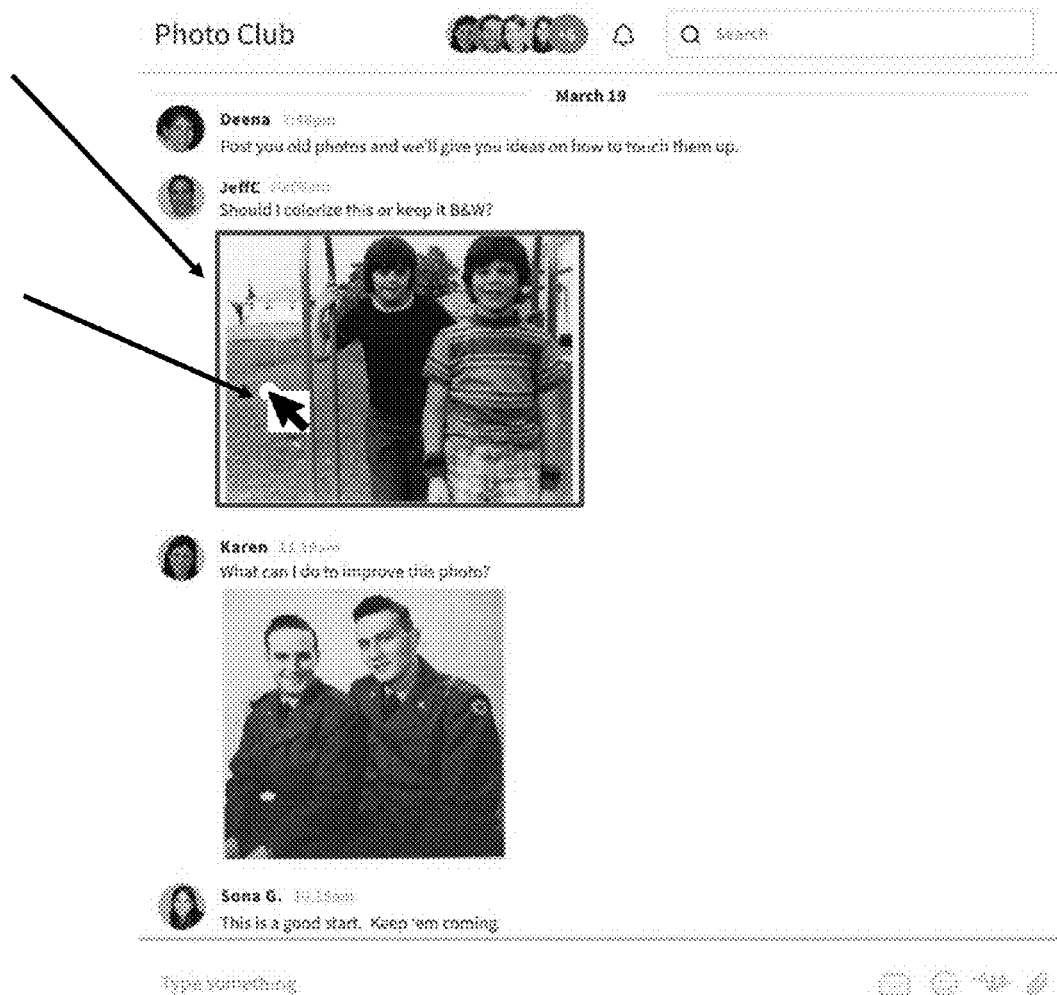 Photo Club
Search
March 19
Deena
Post you old photos and we'll give you ideas on how to touch them up.
JeffC
Should I colorize this or keep it B&W?
Karen
What can I do to improve this photo?
Sona G.
This is a good start. Keep 'em coming
Type something